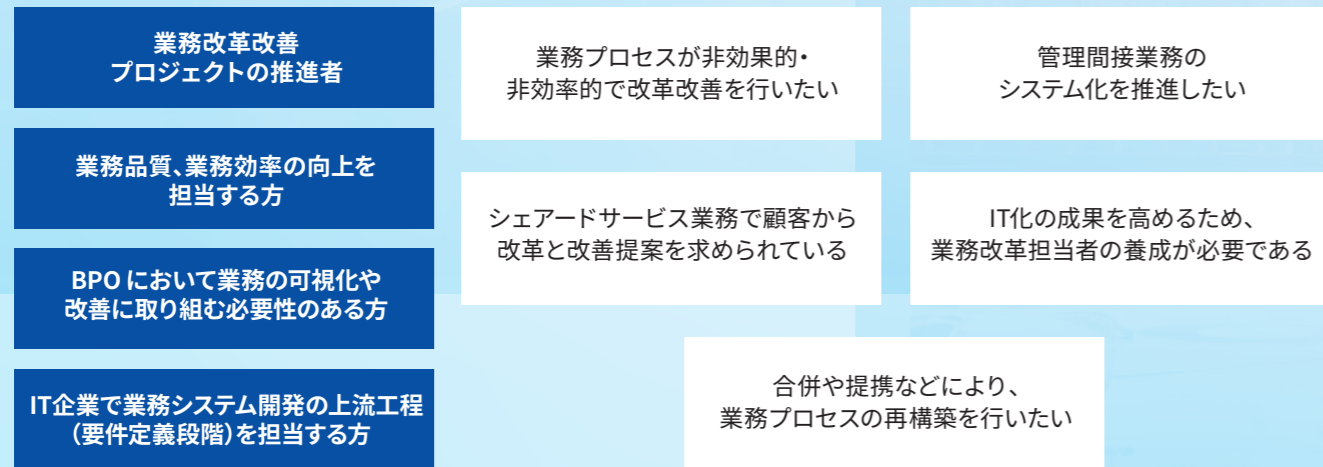 業務改革改善
プロジェクトの推進者
業務品質、業務効率の向上を
担当する方
BPO において業務の可視化や
改善に取り組む必要性のある方
IT企業で業務システム開発の上流工程
（要件定義段階）を担当する方
業務プロセスが非効果的・
非効率的で改革改善を行いたい
管理間接業務の
システム化を推進したい
シェアードサービス業務で顧客から
改革と改善提案を求められている
IT化の成果を高めるため、
業務改革担当者の養成が必要である
合併や提携などにより、
業務プロセスの再構築を行いたい